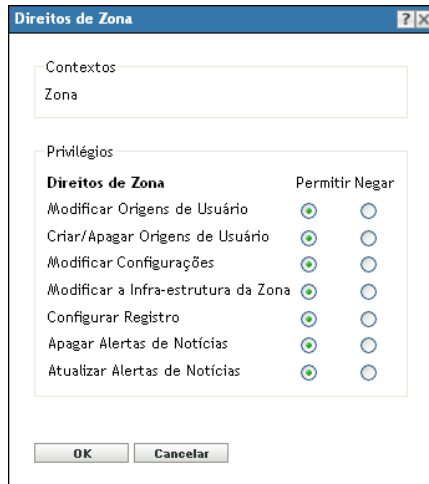 Direitos de Zona
Contextos
Zona
Privilégios
Direitos de Zona Permitir Negar
Modificar Origens de Usuário
Criar/Apagar Origens de Usuário
Modificar Configurações
Modificar a Infra-estrutura da Zona
Configurar Registro
Apagar Alertas de Notícias
Atualizar Alertas de Notícias
OK Cancelar